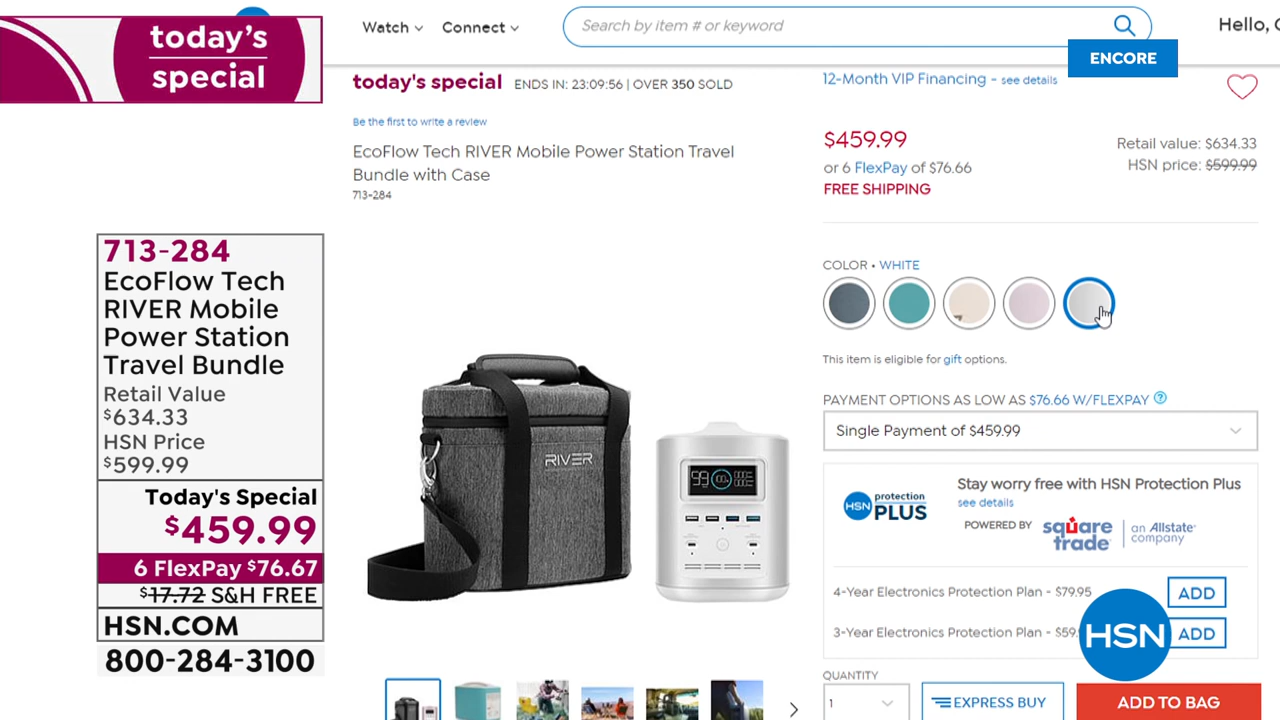 today's
special
Watch
Connect
Search by item # or keyword
Hello,
ENCORE
today's special ENDS IN: 23:09:56 | OVER 350 SOLD
Be the first to write a review
EcoFlow Tech RIVER Mobile Power Station Travel
Bundle with Case
713-284
12-Month VIP Financing - see details
$459.99
or 6 FlexPay of $76.66
FREE SHIPPING
Retail value: $634.33
HSN price: $599.99
COLOR • WHITE
This item is eligible for gift options.
PAYMENT OPTIONS AS LOW AS $76.66 W/FLEXPAY ?
Single Payment of $459.99
HSN protection
PLUS
Stay worry free with HSN Protection Plus
see details
POWERED BY
square
trade
an Allstate
company
4-Year Electronics Protection Plan - $79.95
ADD
3-Year Electronics Protection Plan - $59.
ADD
HSN
QUANTITY
1
EXPRESS BUY
ADD TO BAG
713-284
EcoFlow Tech
RIVER Mobile
Power Station
Travel Bundle
Retail Value
$634.33
HSN Price
$599.99
Today's Special
$459.99
6 FlexPay $76.67
$17.72 S&H FREE
HSN.COM
800-284-3100
RIVER
99
100